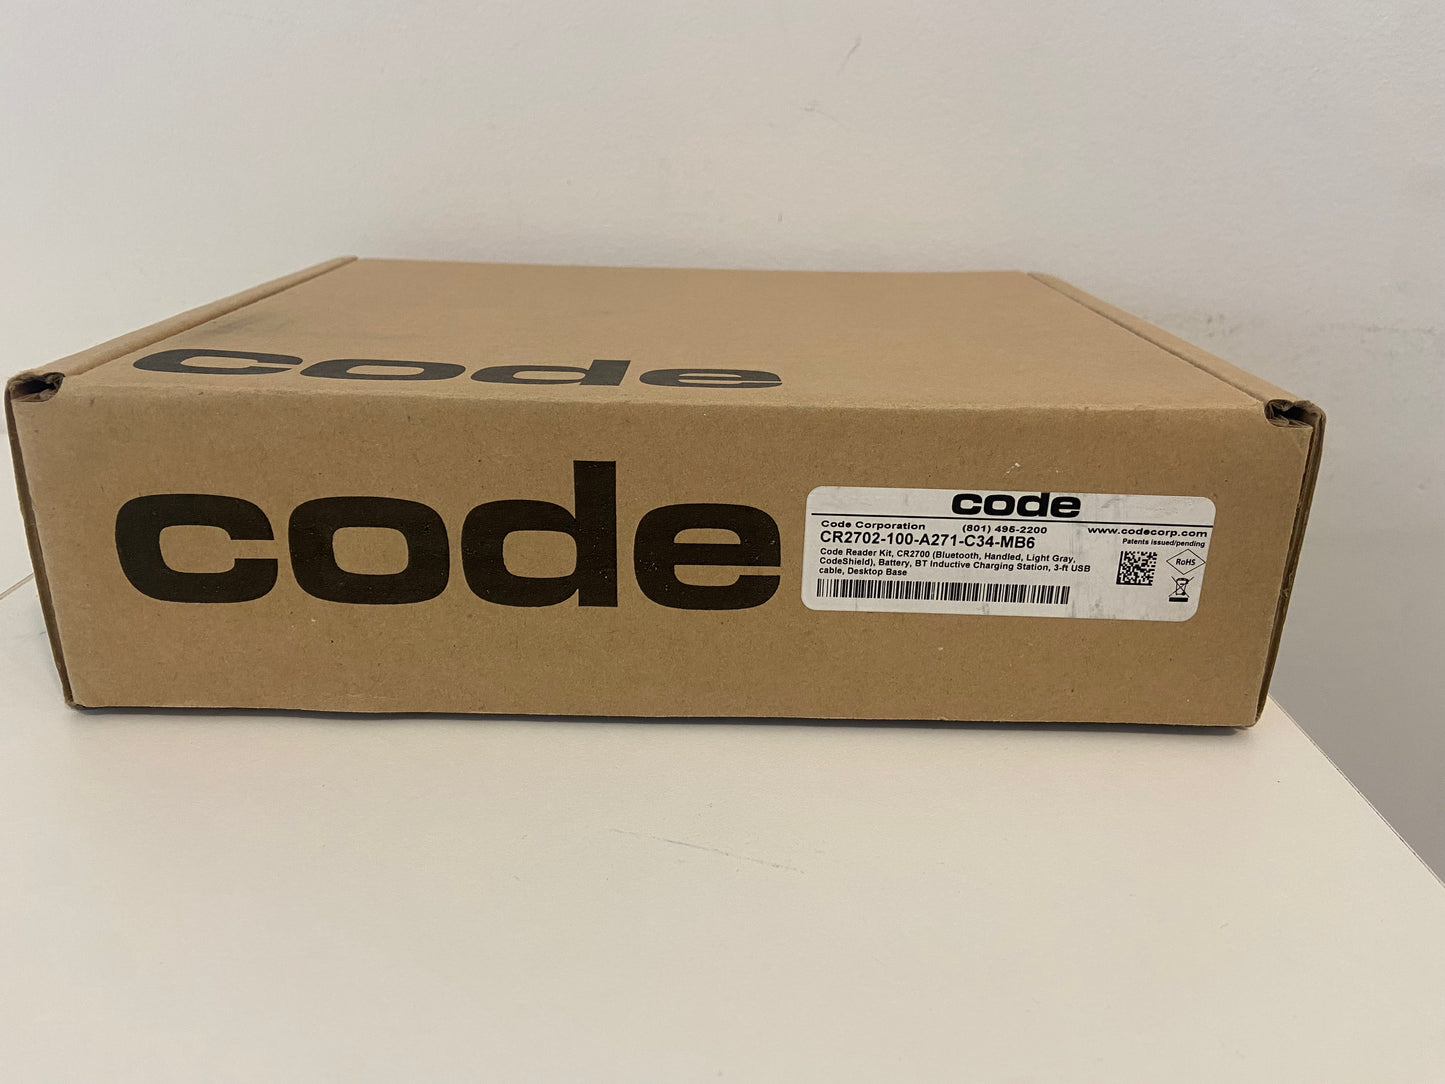 code
code
code
Code Corporation (801) 495-2200 www.codecorp.com
CR2702-100-A271-C34-MB6
Patents issued/pending
Code Reader Kit, CR2700 (Bluetooth, Handled, Light Gray,
CodeShield), Battery, BT Inductive Charging Station, 3-ft USB
cable, Desktop Base
RoHS